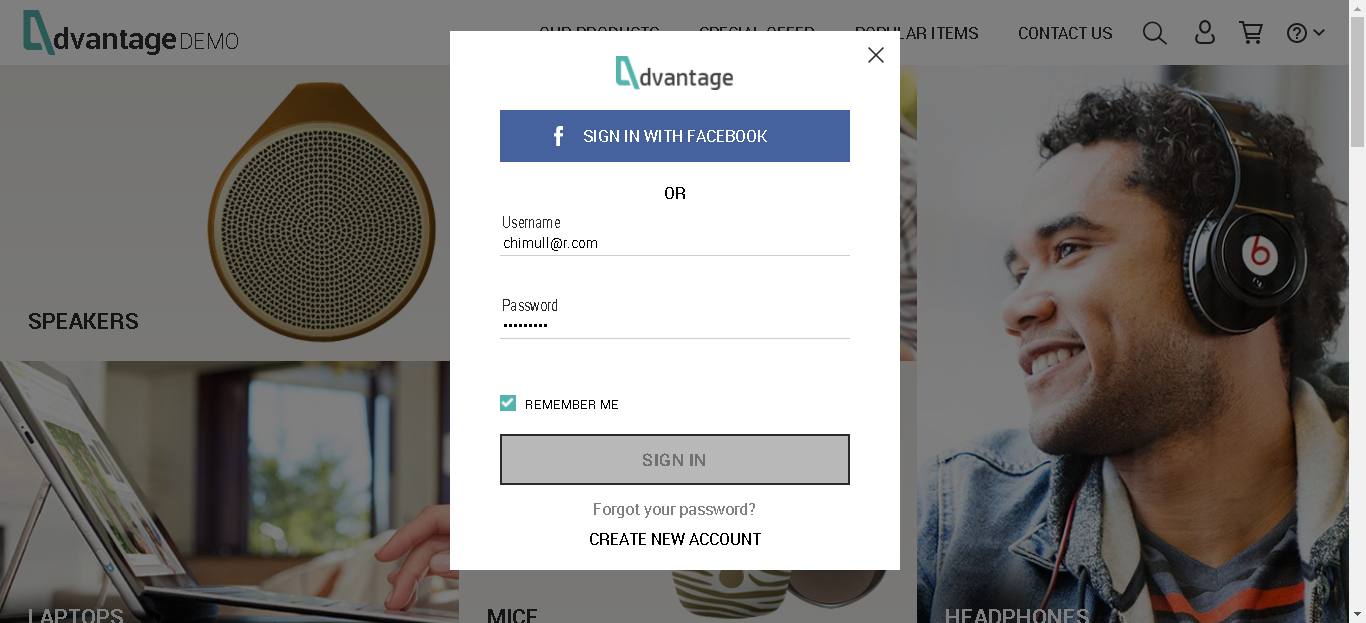 dvantage DEMO
OUR PRODUCTS SPECIAL OFFER POPULAR ITEMS CONTACT US
dvantage
f SIGN IN WITH FACEBOOK
OR
Username
chimull@r.com
Password
•••••••••
REMEMBER ME
SIGN IN
Forgot your password?
CREATE NEW ACCOUNT
SPEAKERS
b
LAPTOPS
MICE
HEADPHONES